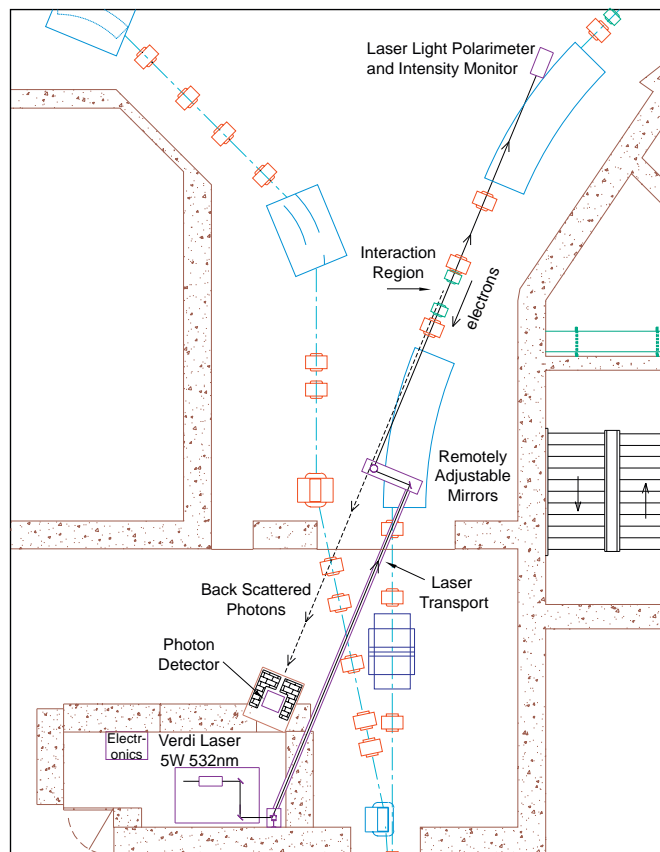 Laser Light Polarimeter
and Intensity Monitor
Interaction
Region
electrons
Remotely
Adjustable
Mirrors
Back Scattered
Photons
Laser
Transport
Photon
Detector
Electr-
onics
Verdi Laser
5W 532nm